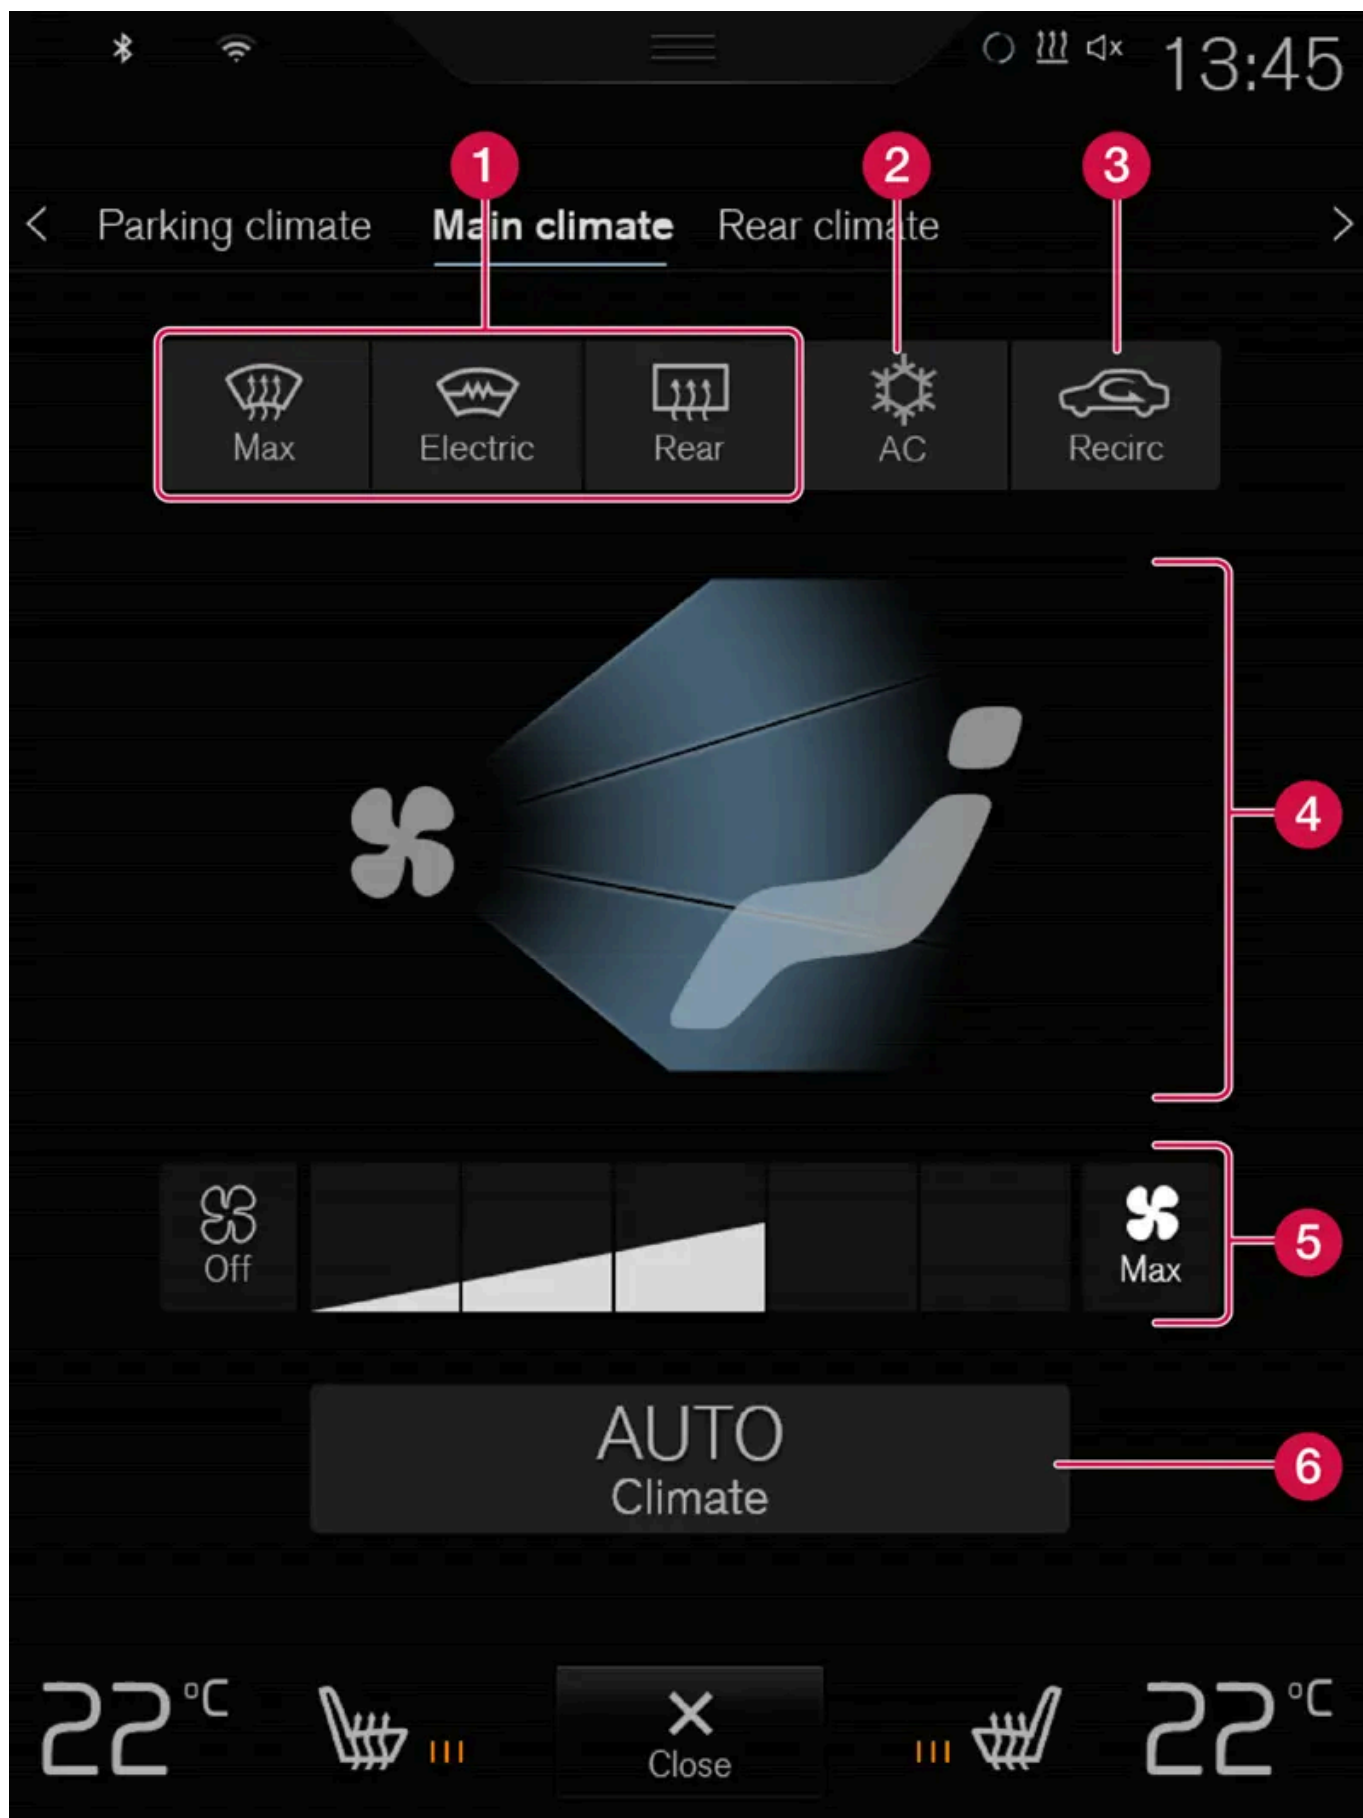 13:45
1 2 3
Parking climate Main climate Rear climate
Max Electric Rear AC Recirc
4
Off Max
5
AUTO
Climate
6
22°C Close 22°C